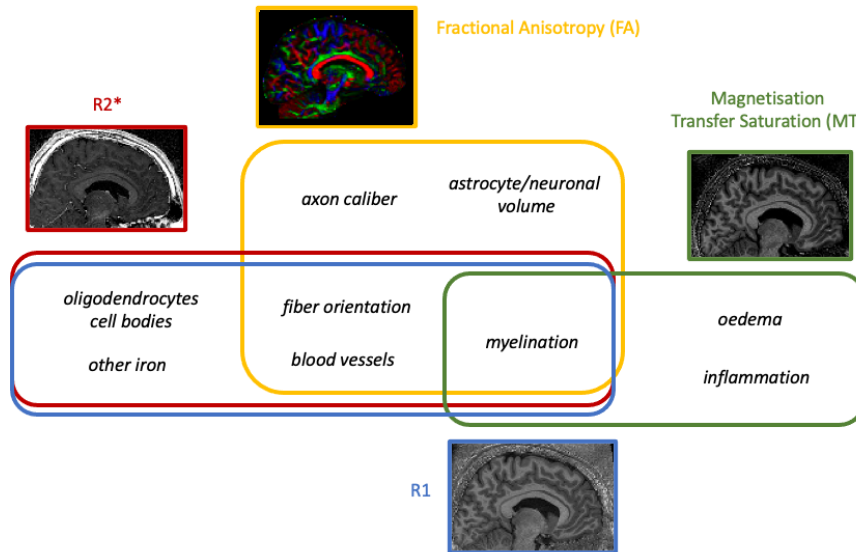 Fractional Anisotropy (FA)
R2*
Magnetisation
Transfer Saturation (MT
axon caliber
astrocyte/neuronal
volume
oligodendrocytes
cell bodies
fiber orientation
myelination
oedema
other iron
blood vessels
inflammation
R1